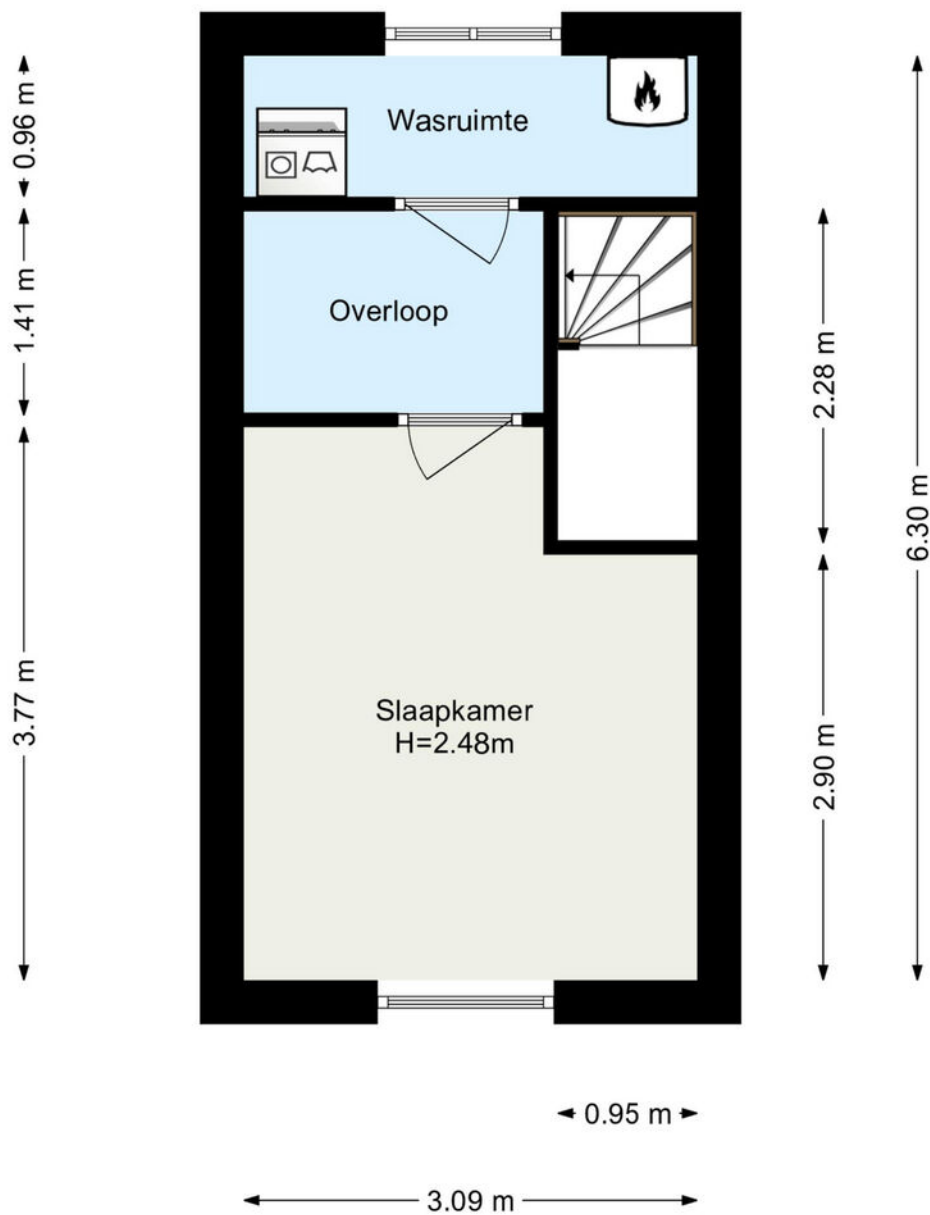 Wasruimte
0.96 m
Overloop
1.41 m
2.28 m
6.30 m
Slaapkamer
H=2.48m
3.77 m
2.90 m
0.95 m
3.09 m